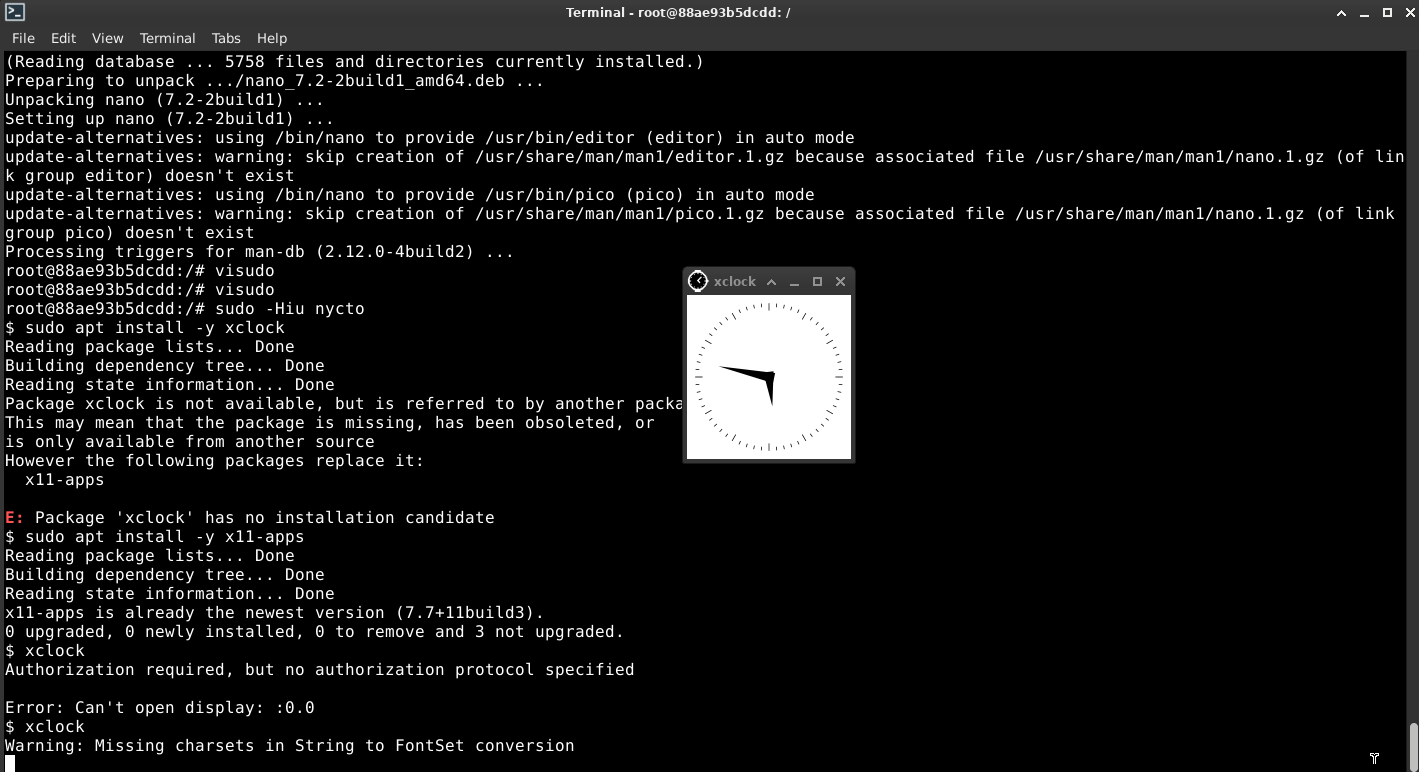 Terminal - root@88ae93b5dcdd: /
File Edit View Terminal Tabs Help
(Reading database ... 5758 files and directories currently installed.)
Preparing to unpack .../nano_7.2-2build1_amd64.deb ...
Unpacking nano (7.2-2build1) ...
Setting up nano (7.2-2build1) ...
update-alternatives: using /bin/nano to provide /usr/bin/editor (editor) in auto mode
update-alternatives: warning: skip creation of /usr/share/man/man1/editor.1.gz because associated file /usr/share/man/man1/nano.1.gz (of lin
k group editor) doesn't exist
update-alternatives: using /bin/nano to provide /usr/bin/pico (pico) in auto mode
update-alternatives: warning: skip creation of /usr/share/man/man1/pico.1.gz because associated file /usr/share/man/man1/nano.1.gz (of link
group pico) doesn't exist
Processing triggers for man-db (2.12.0-4build2) ...
root@88ae93b5dcdd:/# visudo
root@88ae93b5dcdd:/# visudo
root@88ae93b5dcdd:/# sudo -Hiu nycto
$ sudo apt install -y xclock
Reading package lists... Done
Building dependency tree... Done
Reading state information... Done
Package xclock is not available, but is referred to by another packa
This may mean that the package is missing, has been obsoleted, or
is only available from another source
However the following packages replace it:
x11-apps
E: Package 'xclock' has no installation candidate
$ sudo apt install -y x11-apps
Reading package lists... Done
Building dependency tree... Done
Reading state information... Done
x11-apps is already the newest version (7.7+11build3).
0 upgraded, 0 newly installed, 0 to remove and 3 not upgraded.
$ xclock
Authorization required, but no authorization protocol specified
Error: Can't open display: :0.0
$ xclock
Warning: Missing charsets in String to FontSet conversion
xclock